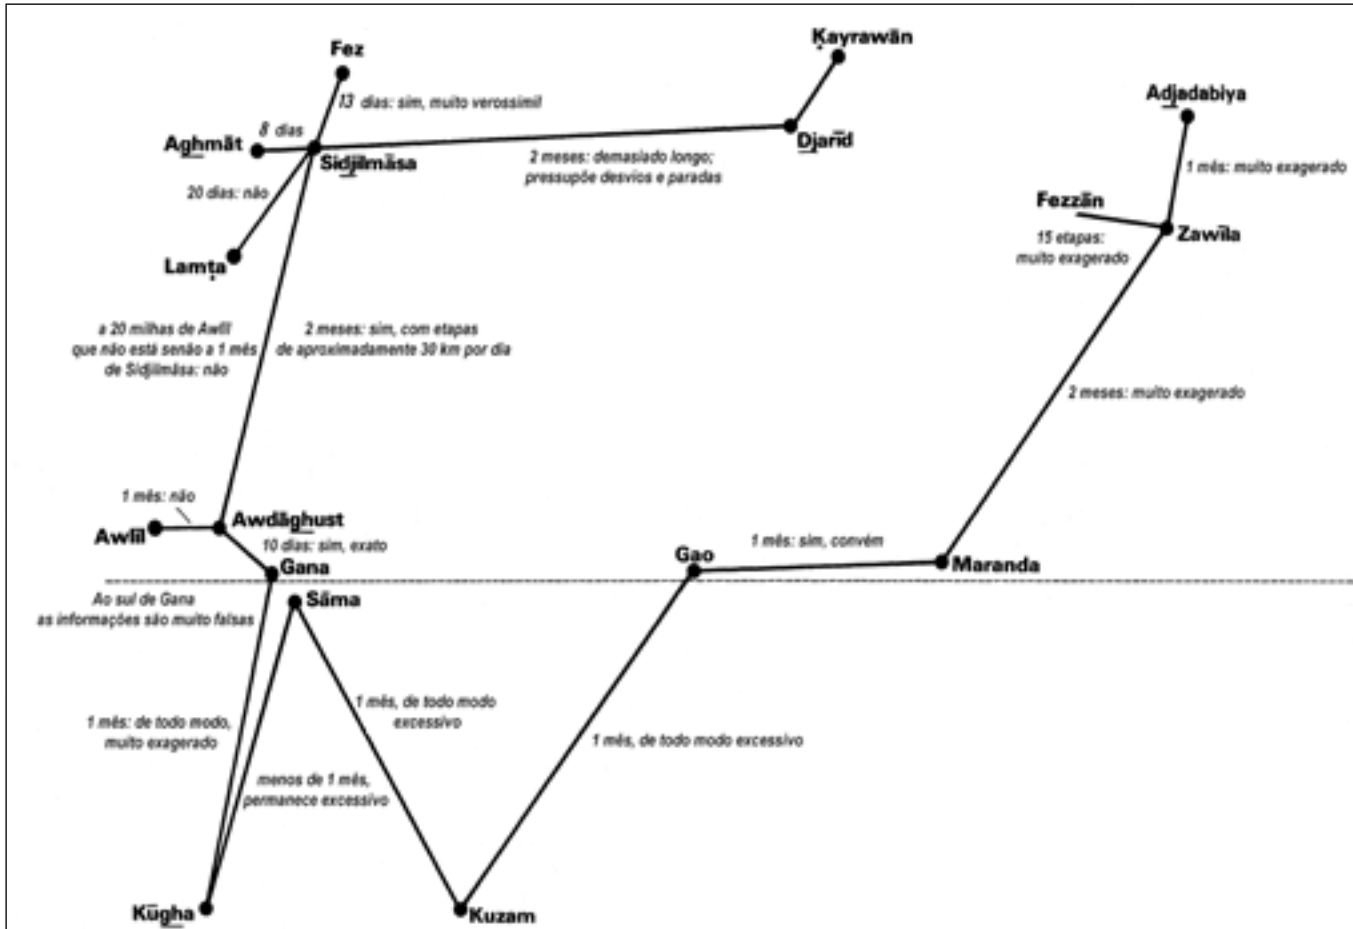 Fez
Ḳayrawān
13 dias: sim, muito verossimil
Adjadabiya
8 dias
Aghmāt
Sidjilmāsa
Djarīd
2 meses: demasiado longo;
pressupõe desvios e paradas
1 mês: muito exagerado
20 dias: não
Fezzān
Zawīla
15 etapas:
muito exagerado
Lamṭa
a 20 milhas de Awlīl
que não está senão a 1 mês
de Sidjilmāsa: não
2 meses: sim, com etapas
de aproximadamente 30 km por dia
2 meses: muito exagerado
1 mês: não
Awlīl
Awdāghust
10 dias: sim, exato
Gana
Gao
1 mês: sim, convém
Maranda
Ao sul de Gana
as informações são muito falsas
Sāma
1 mês: de todo modo,
muito exagerado
1 mês, de todo modo
excessivo
1 mês, de todo modo excessivo
menos de 1 mês,
permanece excessivo
Kūgha
Kuzam